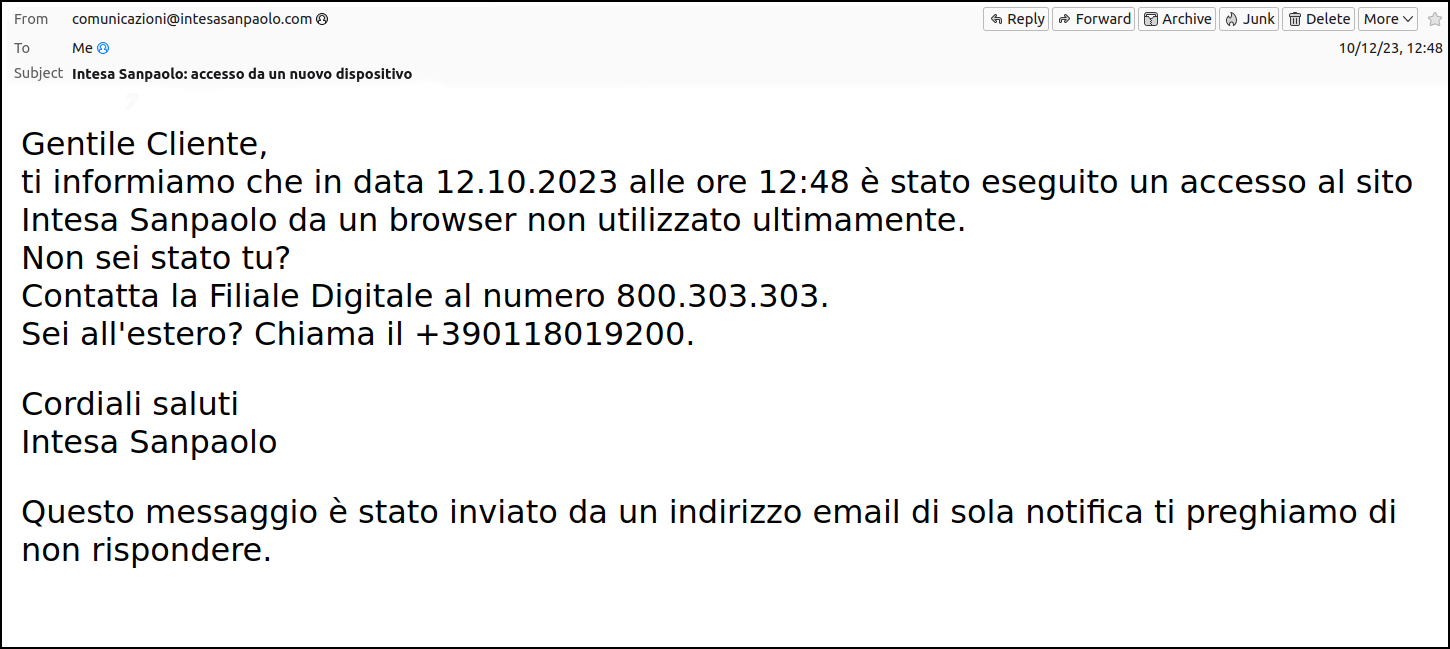 From comunicazioni@intesasanpaolo.com Reply Forward Archive Junk Delete More
To Me 10/12/23, 12:48
Subject Intesa Sanpaolo: accesso da un nuovo dispositivo
Gentile Cliente,
ti informiamo che in data 12.10.2023 alle ore 12:48 è stato eseguito un accesso al sito
Intesa Sanpaolo da un browser non utilizzato ultimamente.
Non sei stato tu?
Contatta la Filiale Digitale al numero 800.303.303.
Sei all'estero? Chiama il +390118019200.
Cordiali saluti
Intesa Sanpaolo
Questo messaggio è stato inviato da un indirizzo email di sola notifica ti preghiamo di
non rispondere.